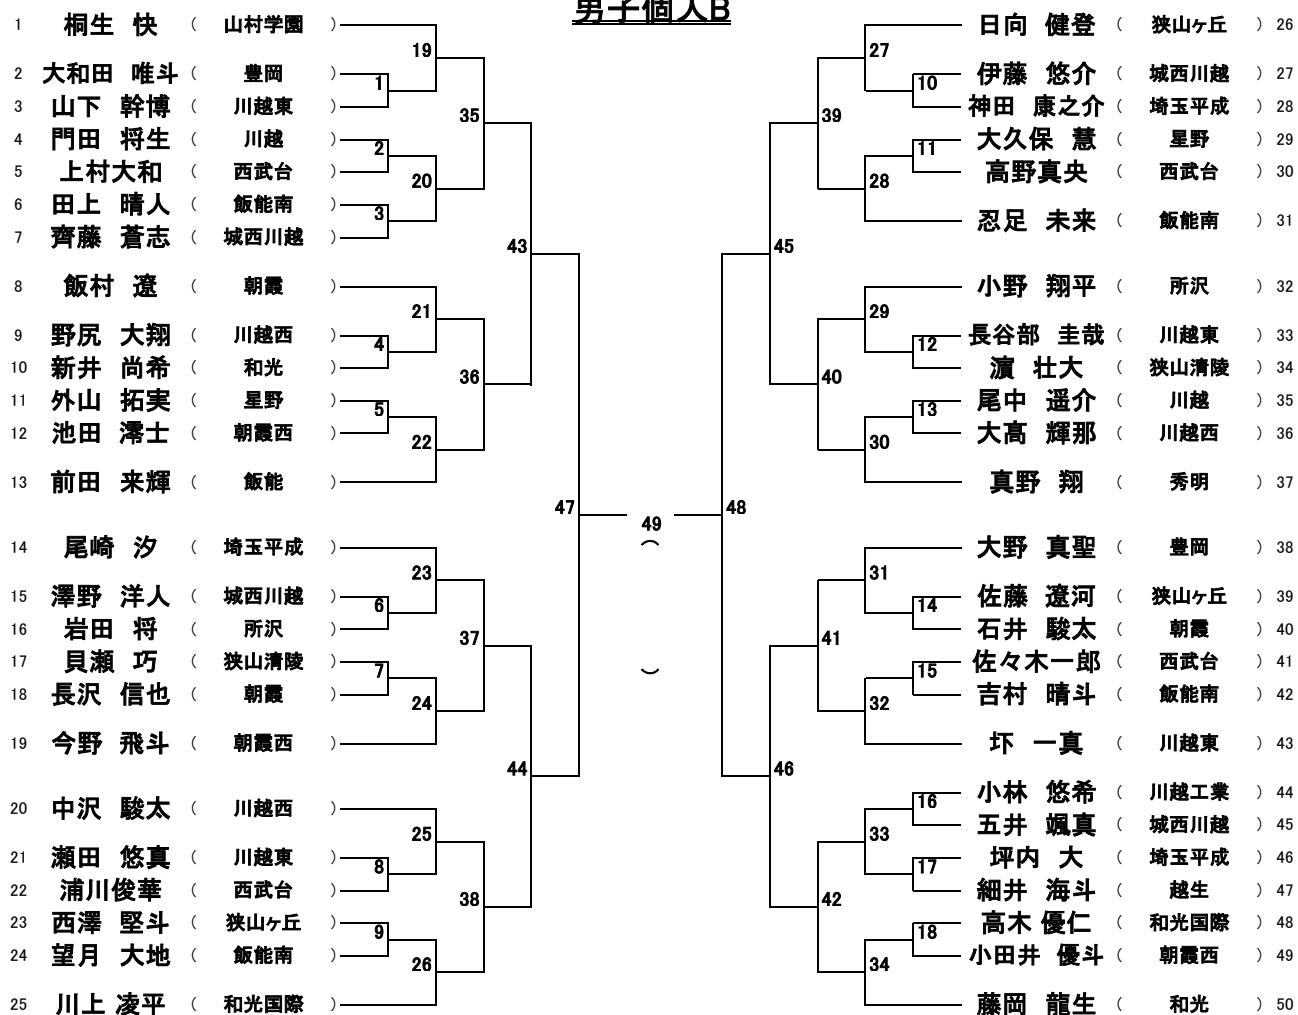 男子個人B
1 桐生 快 ( 山村学園 )
2 大和田 唯斗 ( 豊岡 )
3 山下 幹博 ( 川越東 )
4 門田 将生 ( 川越 )
5 上村大和 ( 西武台 )
6 田上 晴人 ( 飯能南 )
7 齊藤 蒼志 ( 城西川越 )
8 飯村 遼 ( 朝霞 )
9 野尻 大翔 ( 川越西 )
10 新井 尚希 ( 和光 )
11 外山 拓実 ( 星野 )
12 池田 澪士 ( 朝霞西 )
13 前田 来輝 ( 飯能 )
14 尾崎 汐 ( 埼玉平成 )
15 澤野 洋人 ( 城西川越 )
16 岩田 将 ( 所沢 )
17 貝瀬 巧 ( 狭山清陵 )
18 長沢 信也 ( 朝霞 )
19 今野 飛斗 ( 朝霞西 )
20 中沢 駿太 ( 川越西 )
21 瀬田 悠真 ( 川越東 )
22 浦川俊華 ( 西武台 )
23 西澤 堅斗 ( 狭山ヶ丘 )
24 望月 大地 ( 飯能南 )
25 川上 凌平 ( 和光国際 )
19
1
35
2
20
3
43
21
4
36
5
22
47
23
6
37
7
24
44
25
8
38
9
26
49
( )
27
10
39
11
28
45
29
12
40
13
30
48
31
14
41
15
32
46
16
33
17
42
18
34
日向 健登 ( 狭山ヶ丘 ) 26
伊藤 悠介 ( 城西川越 ) 27
神田 康之介 ( 埼玉平成 ) 28
大久保 慧 ( 星野 ) 29
高野真央 ( 西武台 ) 30
忍足 未来 ( 飯能南 ) 31
小野 翔平 ( 所沢 ) 32
長谷部 圭哉 ( 川越東 ) 33
濵 壮大 ( 狭山清陵 ) 34
尾中 遥介 ( 川越 ) 35
大髙 輝那 ( 川越西 ) 36
真野 翔 ( 秀明 ) 37
大野 真聖 ( 豊岡 ) 38
佐藤 遼河 ( 狭山ヶ丘 ) 39
石井 駿太 ( 朝霞 ) 40
佐々木一郎 ( 西武台 ) 41
吉村 晴斗 ( 飯能南 ) 42
圷 一真 ( 川越東 ) 43
小林 悠希 ( 川越工業 ) 44
五井 颯真 ( 城西川越 ) 45
坪内 大 ( 埼玉平成 ) 46
細井 海斗 ( 越生 ) 47
高木 優仁 ( 和光国際 ) 48
小田井 優斗 ( 朝霞西 ) 49
藤岡 龍生 ( 和光 ) 50